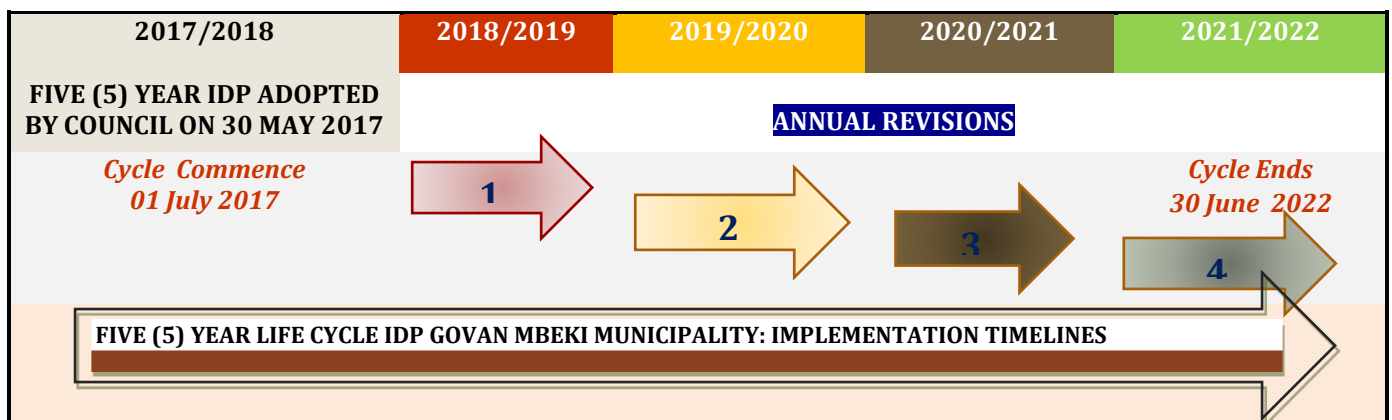 2017/2018 2018/2019 2019/2020 2020/2021 2021/2022
FIVE (5) YEAR IDP ADOPTED
BY COUNCIL ON 30 MAY 2017
ANNUAL REVISIONS
Cycle Commence
01 July 2017
1
2
3
Cycle Ends
30 June 2022
4
FIVE (5) YEAR LIFE CYCLE IDP GOVAN MBEKI MUNICIPALITY: IMPLEMENTATION TIMELINES